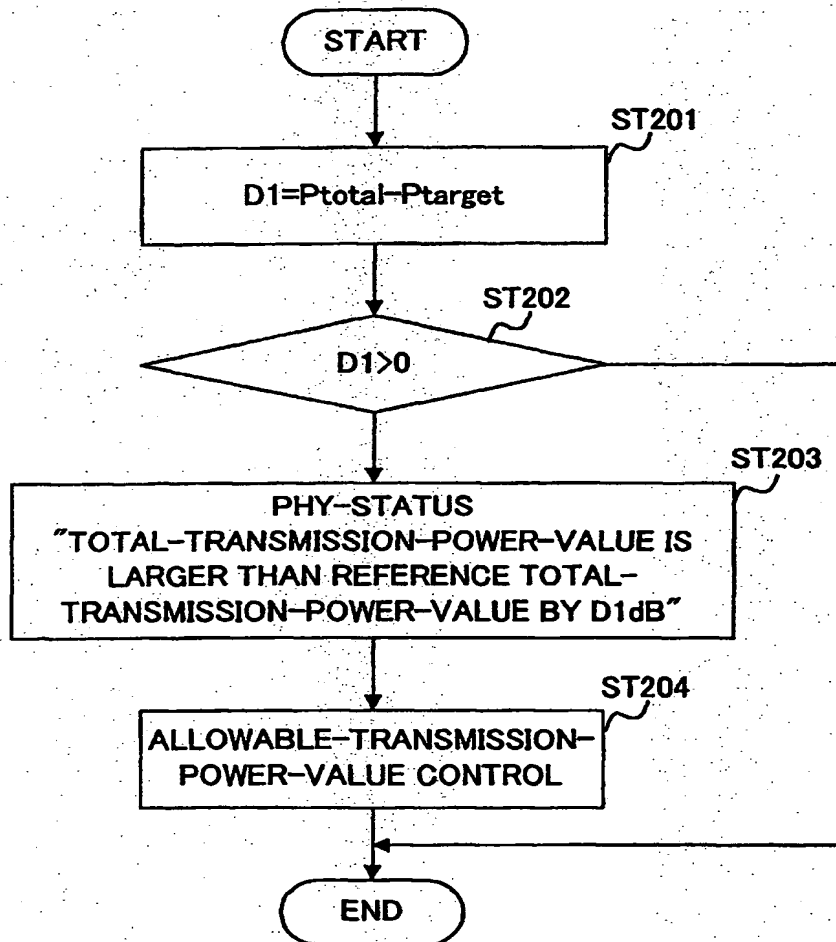 START
ST201
D1=Ptotal-Ptarget
ST202
D1>0
ST203
PHY-STATUS
"TOTAL-TRANSMISSION-POWER-VALUE IS
LARGER THAN REFERENCE TOTAL-
TRANSMISSION-POWER-VALUE BY D1dB"
ST204
ALLOWABLE-TRANSMISSION-
POWER-VALUE CONTROL
END